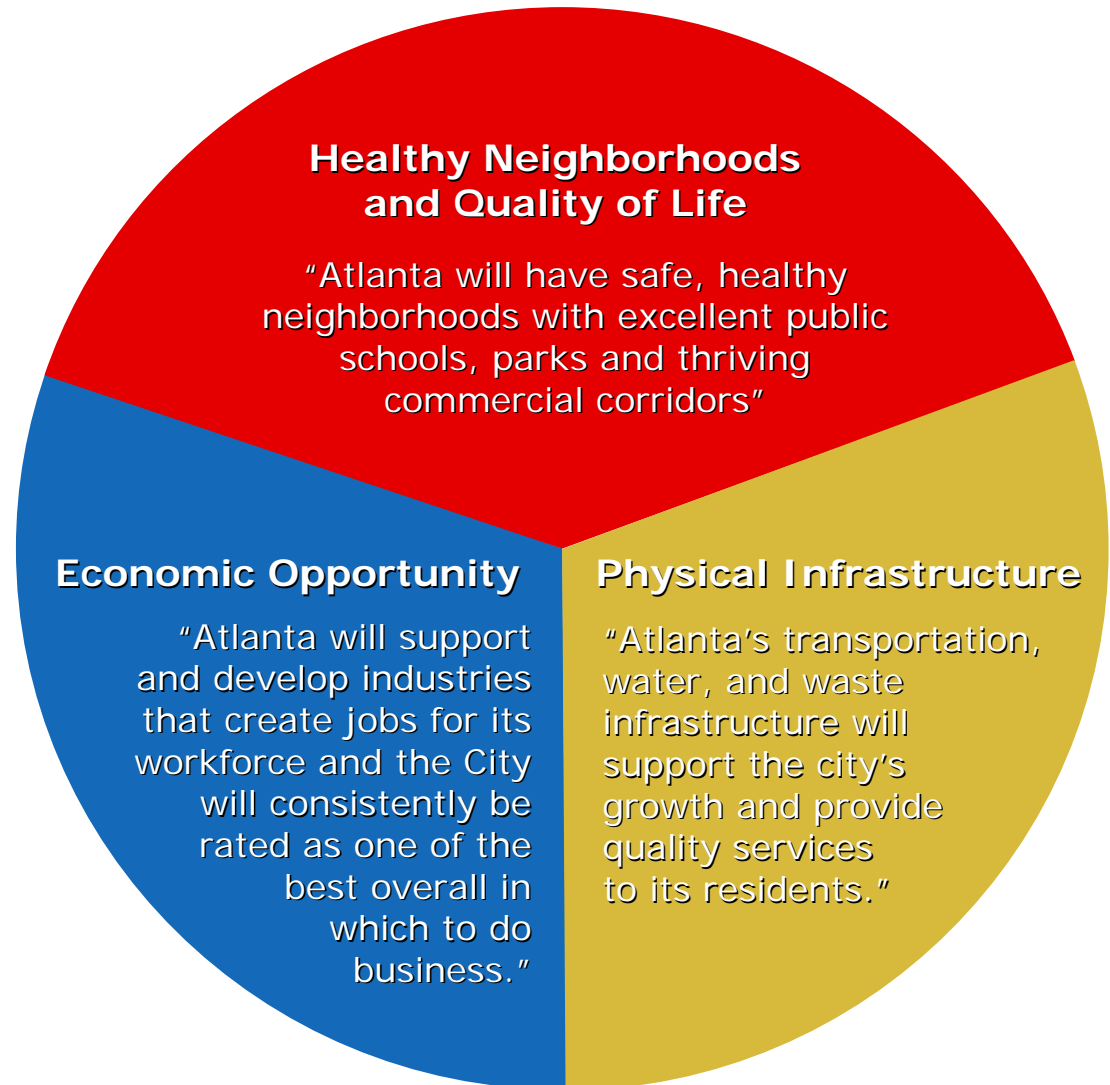 Healthy Neighborhoods
and Quality of Life
“Atlanta will have safe, healthy
neighborhoods with excellent public
schools, parks and thriving
commercial corridors”
Economic Opportunity
“Atlanta will support
and develop industries
that create jobs for its
workforce and the City
will consistently be
rated as one of the
best overall in
which to do
business.”
Physical Infrastructure
“Atlanta’s transportation,
water, and waste
infrastructure will
support the city’s
growth and provide
quality services
to its residents.”